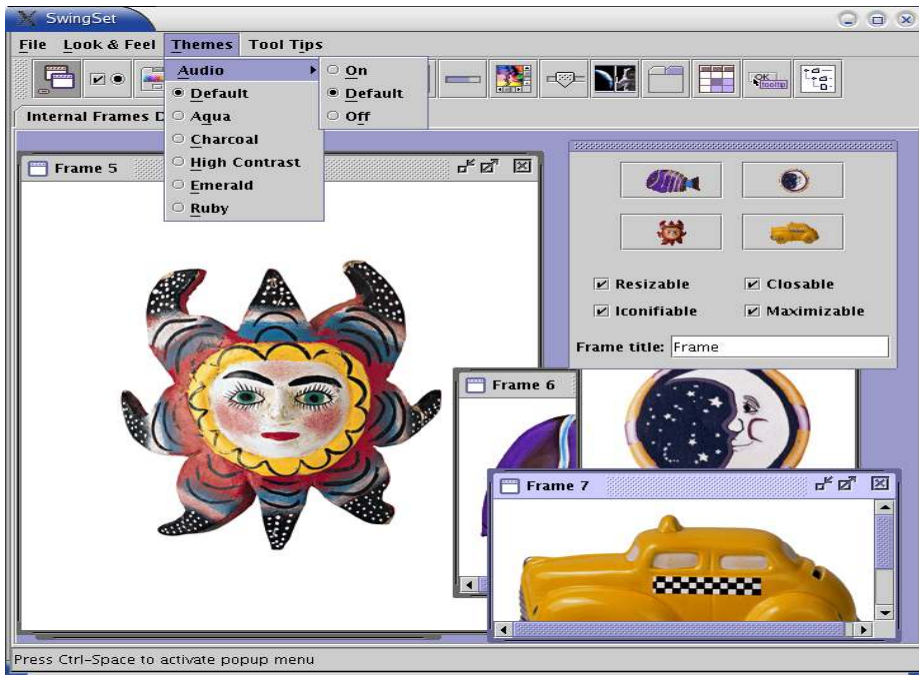 SwingSet
File Look & Feel Themes Tool Tips
Audio
Default
Aqua
Charcoal
High Contrast
Emerald
Ruby
On
Default
Off
OK
tooltip
Internal Frames D
Frame 5
Resizable Closable
Iconifiable Maximizable
Frame title: Frame
Frame 6
Frame 7
Press Ctrl-Space to activate popup menu